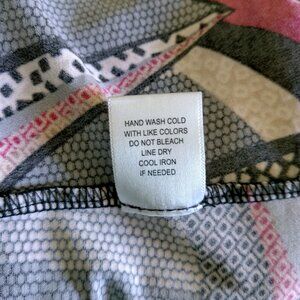 HAND WASH COLD
WITH LIKE COLORS
DO NOT BLEACH
LINE DRY
COOL IRON
IF NEEDED